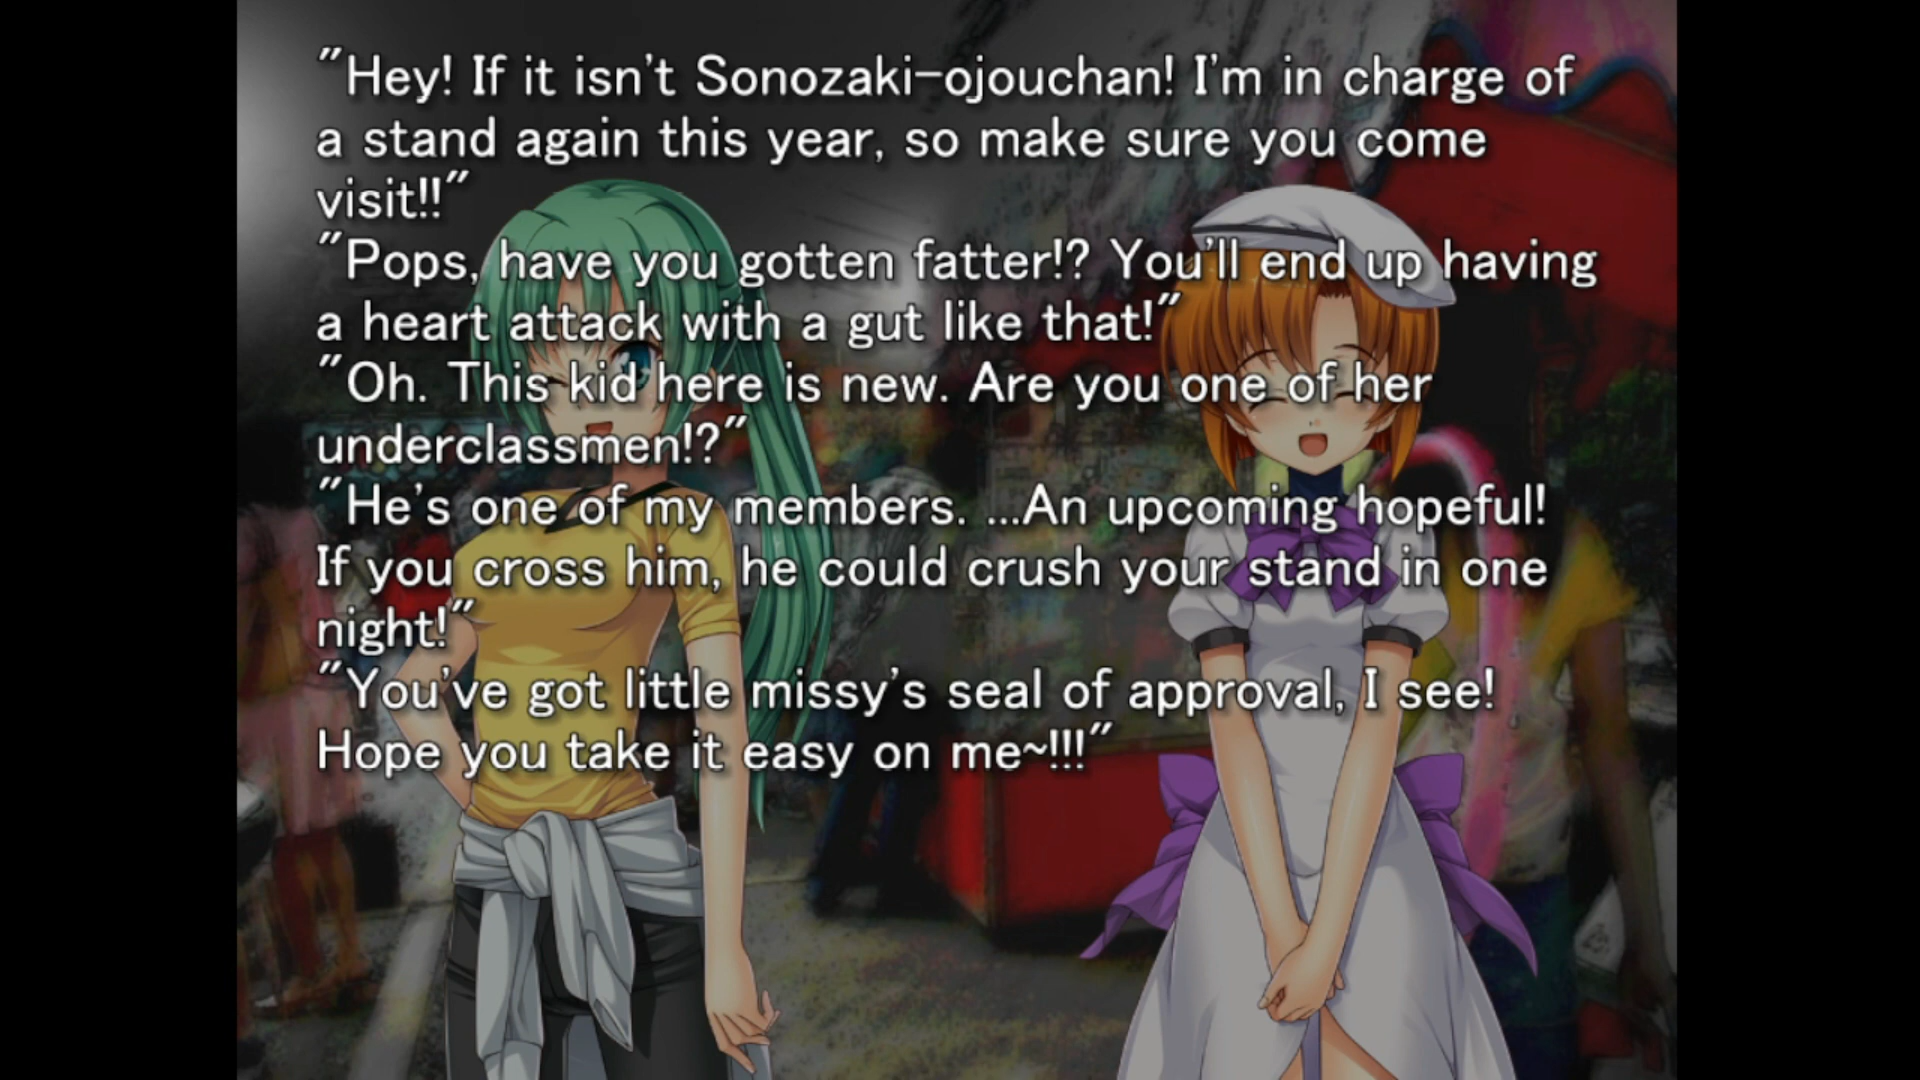 "Hey! If it isn't Sonozaki-ojouchan! I'm in charge of
a stand again this year, so make sure you come
visit!!"
"Pops, have you gotten fatter!? You'll end up having
a heart attack with a gut like that!"
"Oh. This kid here is new. Are you one of her
underclassmen!?"
"He's one of my members. ...An upcoming hopeful!
If you cross him, he could crush your stand in one
night!"
"You've got little missy's seal of approval, I see!
Hope you take it easy on me~!!!"